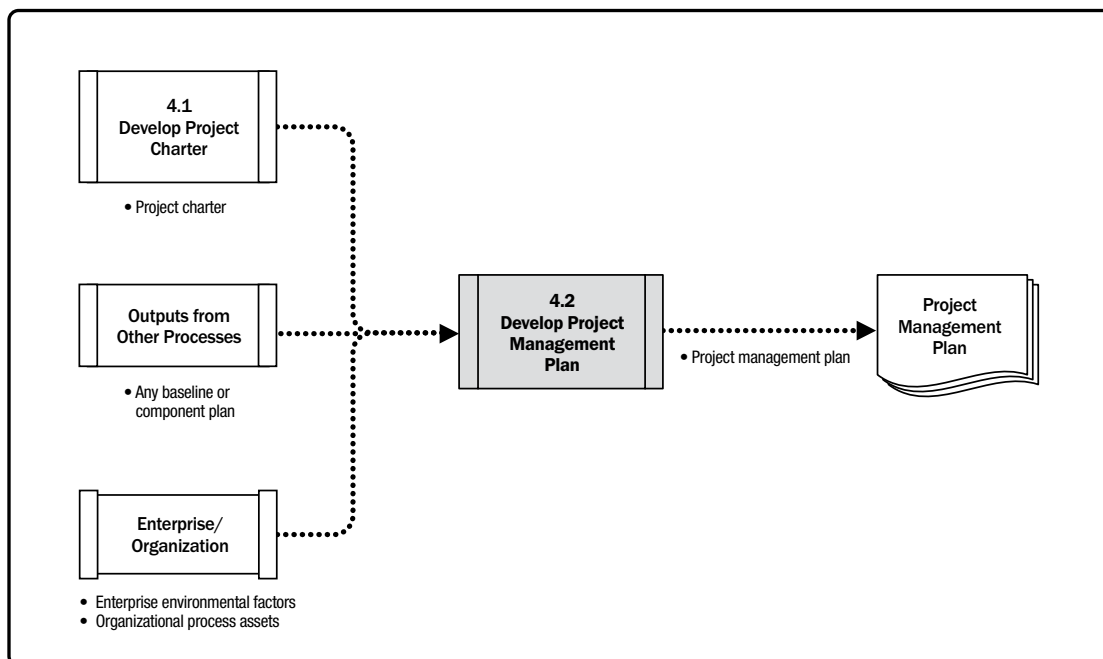 4.1
Develop Project
Charter
• Project charter
Outputs from
Other Processes
• Any baseline or
component plan
Enterprise/
Organization
• Enterprise environmental factors
• Organizational process assets
4.2
Develop Project
Management
Plan
• Project management plan
Project
Management
Plan